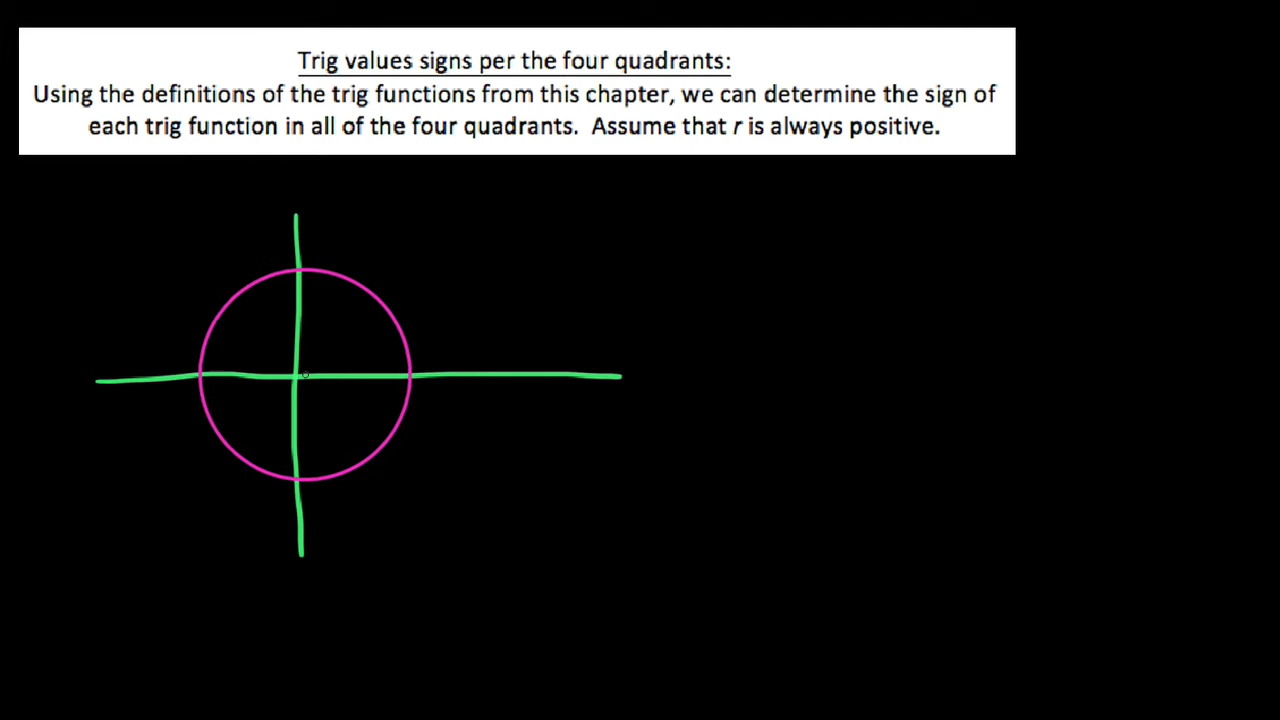 Trig values signs per the four quadrants:
Using the definitions of the trig functions from this chapter, we can determine the sign of
each trig function in all of the four quadrants.  Assume that r is always positive.